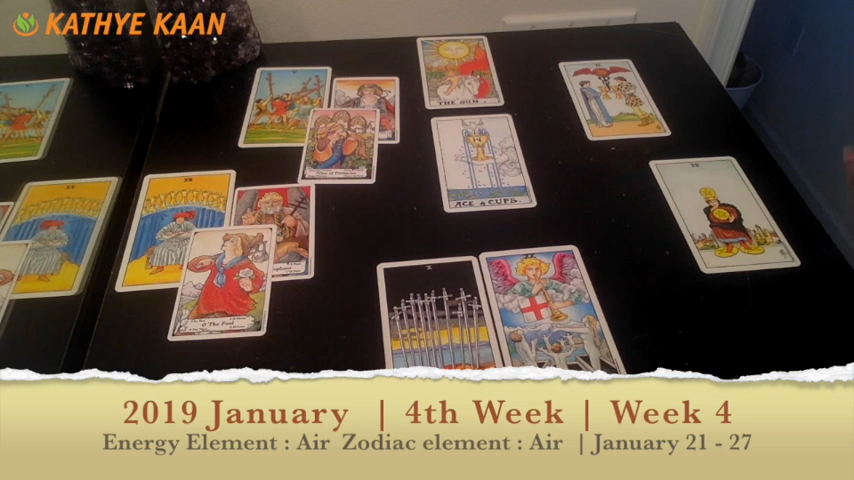 KATHYE KAAN
THE SUN.
ACE of CUPS.
0 The Fool
2019 January | 4th Week | Week 4
Energy Element : Air Zodiac element : Air | January 21 - 27